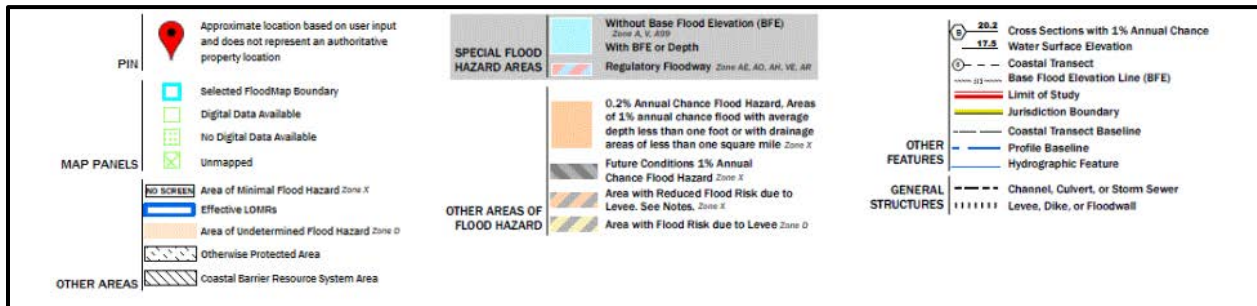 PIN
Approximate location based on user input
and does not represent an authoritative
property location
MAP PANELS
Selected FloodMap Boundary
Digital Data Available
No Digital Data Available
Unmapped
OTHER AREAS
NO SCREEN Area of Minimal Flood Hazard Zone X
Effective LOMRs
Area of Undetermined Flood Hazard Zone D
Otherwise Protected Area
Coastal Barrier Resource System Area
SPECIAL FLOOD
HAZARD AREAS
Without Base Flood Elevation (BFE)
Zone A, V, A99
With BFE or Depth
Regulatory Floodway Zone AE, AO, AH, VE, AR
OTHER AREAS OF
FLOOD HAZARD
0.2% Annual Chance Flood Hazard, Areas
of 1% annual chance flood with average
depth less than one foot or with drainage
areas of less than one square mile Zone X
Future Conditions 1% Annual
Chance Flood Hazard Zone X
Area with Reduced Flood Risk due to
Levee. See Notes. Zone X
Area with Flood Risk due to Levee Zone D
OTHER
FEATURES
20.2 Cross Sections with 1% Annual Chance
17.5 Water Surface Elevation
Coastal Transect
Base Flood Elevation Line (BFE)
Limit of Study
Jurisdiction Boundary
Coastal Transect Baseline
Profile Baseline
Hydrographic Feature
GENERAL
STRUCTURES
Channel, Culvert, or Storm Sewer
Levee, Dike, or Floodwall